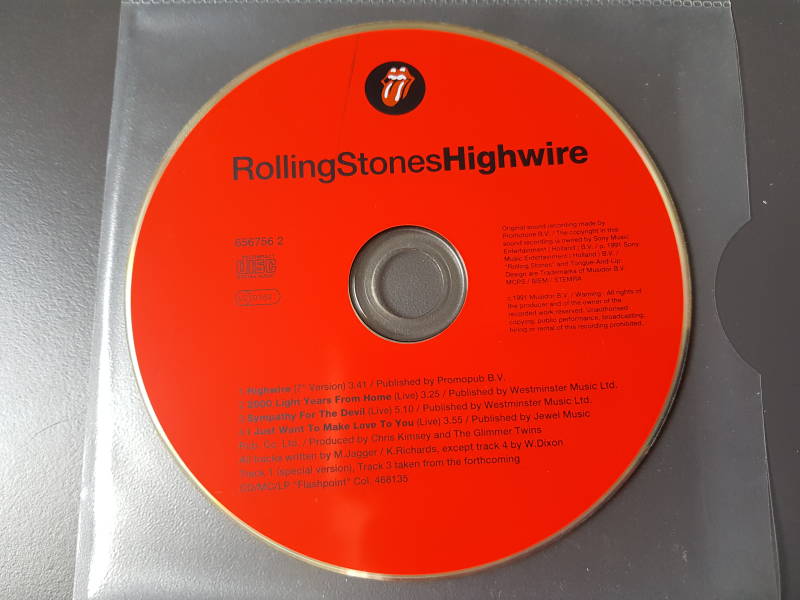 RollingStonesHighwire
656756 2
COMPACT
disc
DIGITAL AUDIO
Original sound recording made by
Promotone B.V. / The copyright in this
sound recording is owned by Sony Music
Entertainment ( Holland ) B.V. / p. 1991 Sony
Music Entertainment ( Holland ) B.V. /
"Rolling Stones" and Tongue-And-Lip
Design are Trademarks of Musidor B.V.
MCPS / BIEM / STEMRA
c 1991 Musidor B.V. / Warning : All rights of
the producer and of the owner of the
recorded work reserved. Unauthorised
copying, public performance, broadcasting,
hiring or rental of this recording prohibited.
1 Highwire (7" Version) 3.41 / Published by Promopub B.V.
2 2000 Light Years From Home (Live) 3.25 / Published by Westminster Music Ltd.
3 Sympathy For The Devil (Live) 5.10 / Published by Westminster Music Ltd.
4 I Just Want To Make Love To You (Live) 3.55 / Published by Jewel Music
Pub. Co. Ltd. / Produced by Chris Kimsey and The Glimmer Twins
All tracks written by M.Jagger / K.Richards, except track 4 by W.Dixon
Track 1 (special version), Track 3 taken from the forthcoming
CD/MC/LP "Flashpoint" Col. 468135